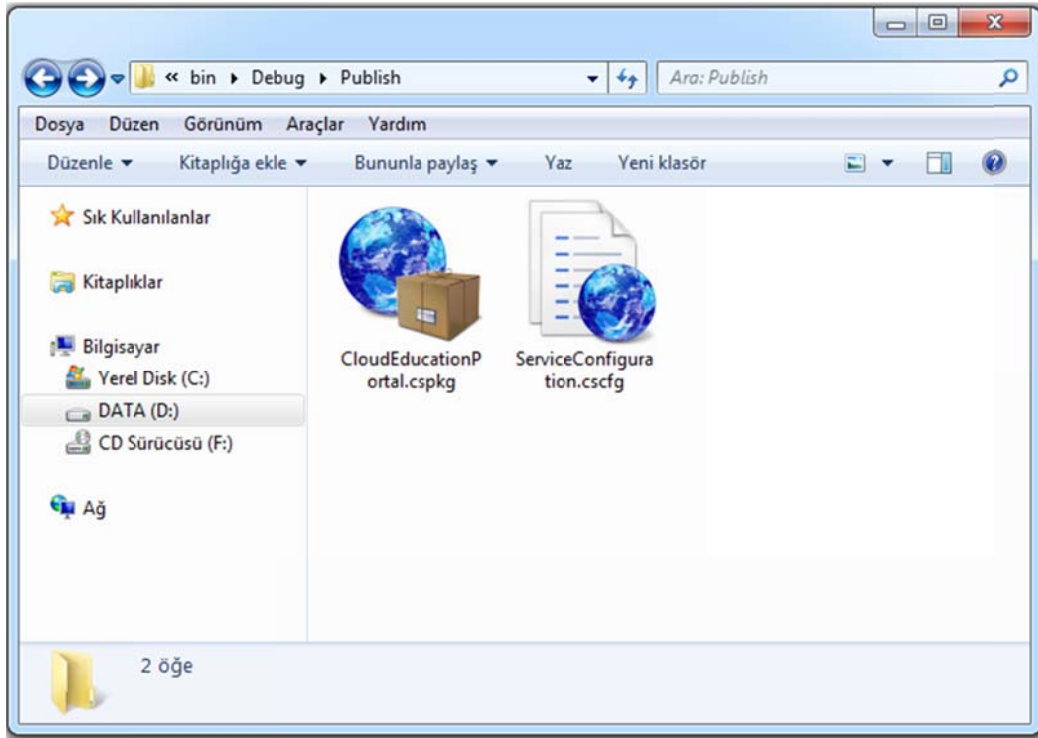 « bin ▸ Debug ▸ Publish
Ara: Publish
Dosya Düzen Görünüm Araçlar Yardım
Düzenle Kitaplığa ekle Bununla paylaş Yaz Yeni klasör
Sık Kullanılanlar
Kitaplıklar
Bilgisayar
Yerel Disk (C:)
DATA (D:)
CD Sürücüsü (F:)
Ağ
CloudEducationP
ortal.cspkg
ServiceConfigura
tion.cscfg
2 öğe